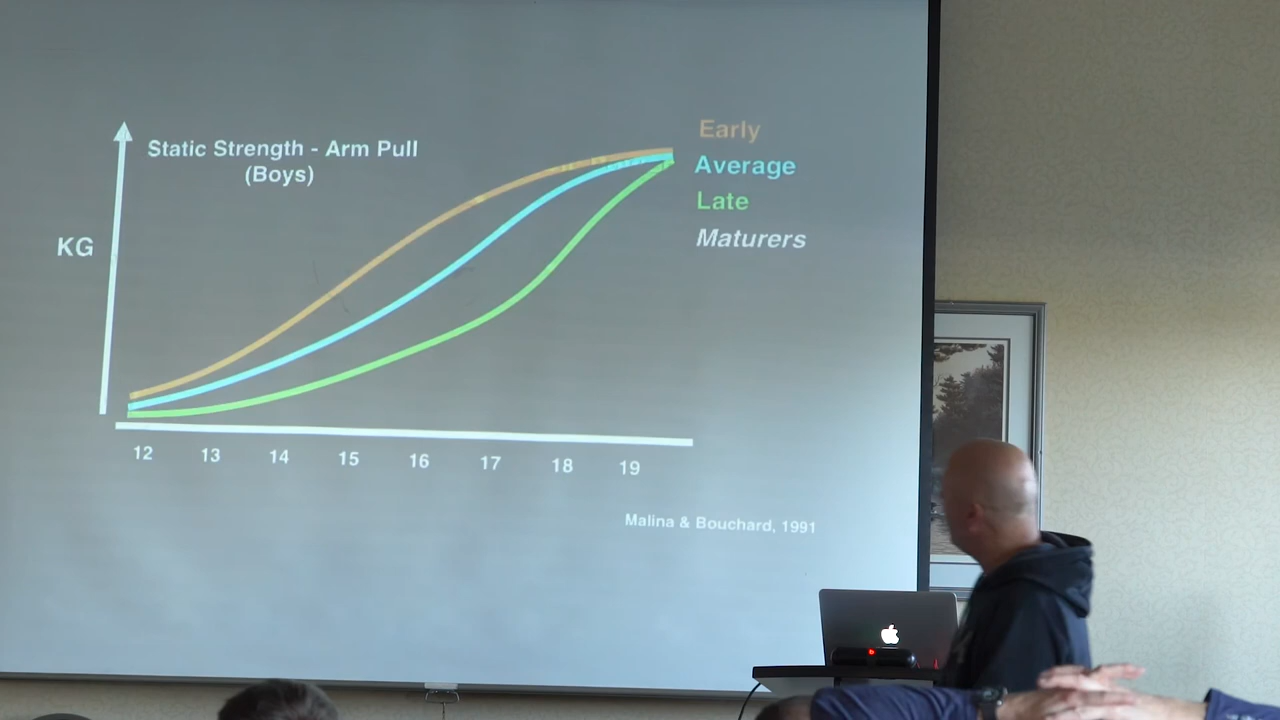 Static Strength - Arm Pull
(Boys)
KG
Early
Average
Late
Maturers
12 13 14 15 16 17 18 19
Malina & Bouchard, 1991